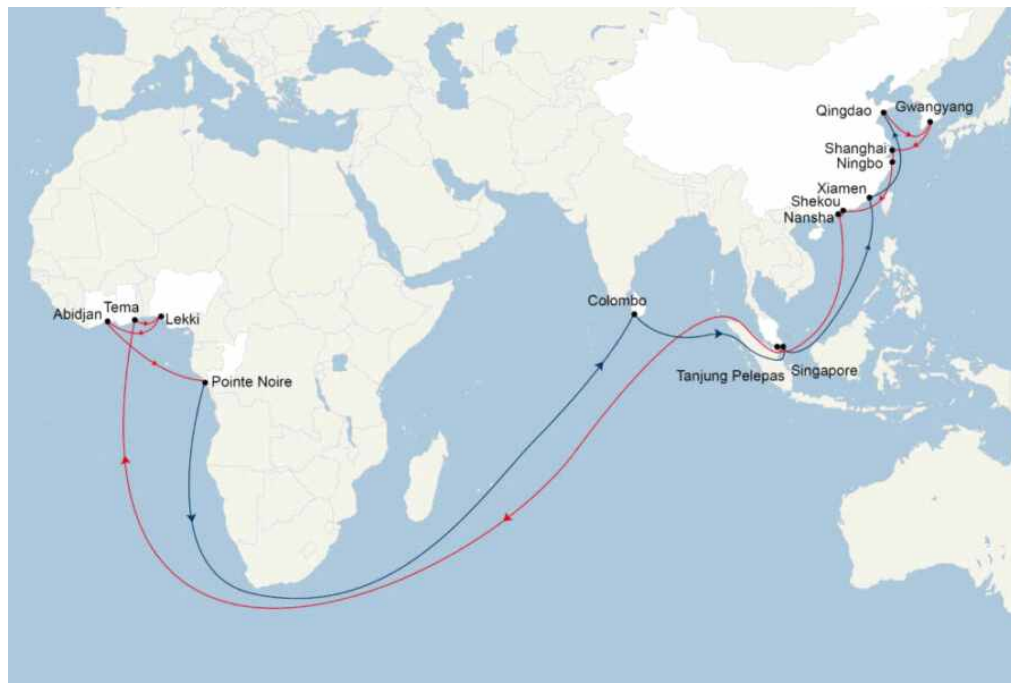 Qingdao
Gwangyang
Shanghai
Ningbo
Xiamen
Shekou
Nansha
Colombo
Abidjan
Tema
Lekki
Tanjung Pelepas
Singapore
Pointe Noire